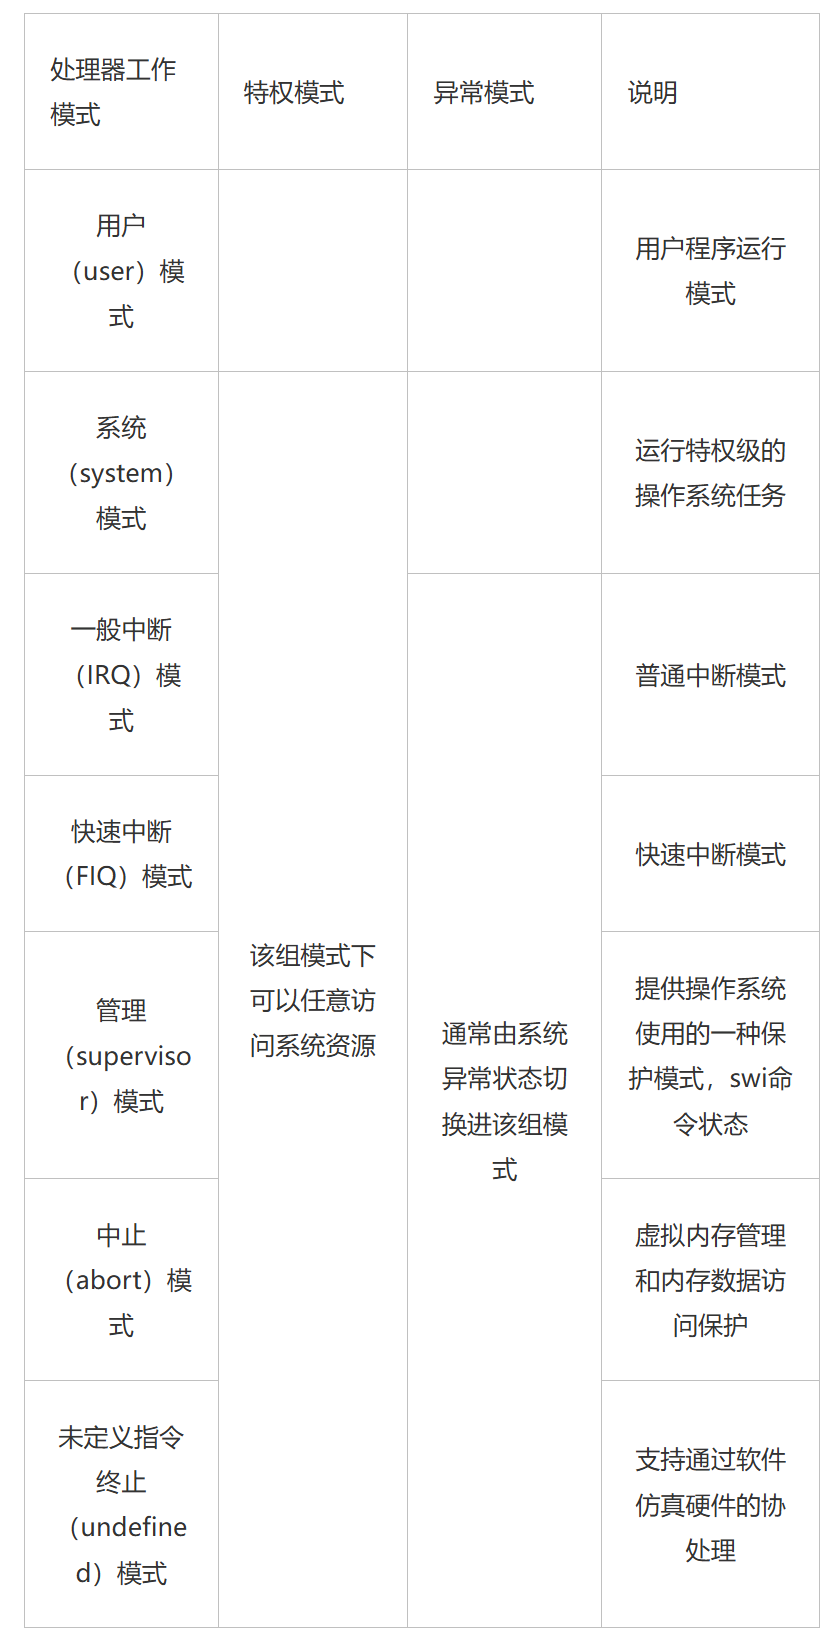 处理器工作
模式
特权模式
异常模式
说明
用户
（user）模
式
用户程序运行
模式
系统
（system）
模式
运行特权级的
操作系统任务
一般中断
（IRQ）模
式
普通中断模式
快速中断
（FIQ）模式
快速中断模式
该组模式下
可以任意访
问系统资源
管理
（superviso
r）模式
通常由系统
异常状态切
换进该组模
式
提供操作系统
使用的一种保
护模式，swi命
令状态
中止
（abort）模
式
虚拟内存管理
和内存数据访
问保护
未定义指令
终止
（undefine
d）模式
支持通过软件
仿真硬件的协
处理